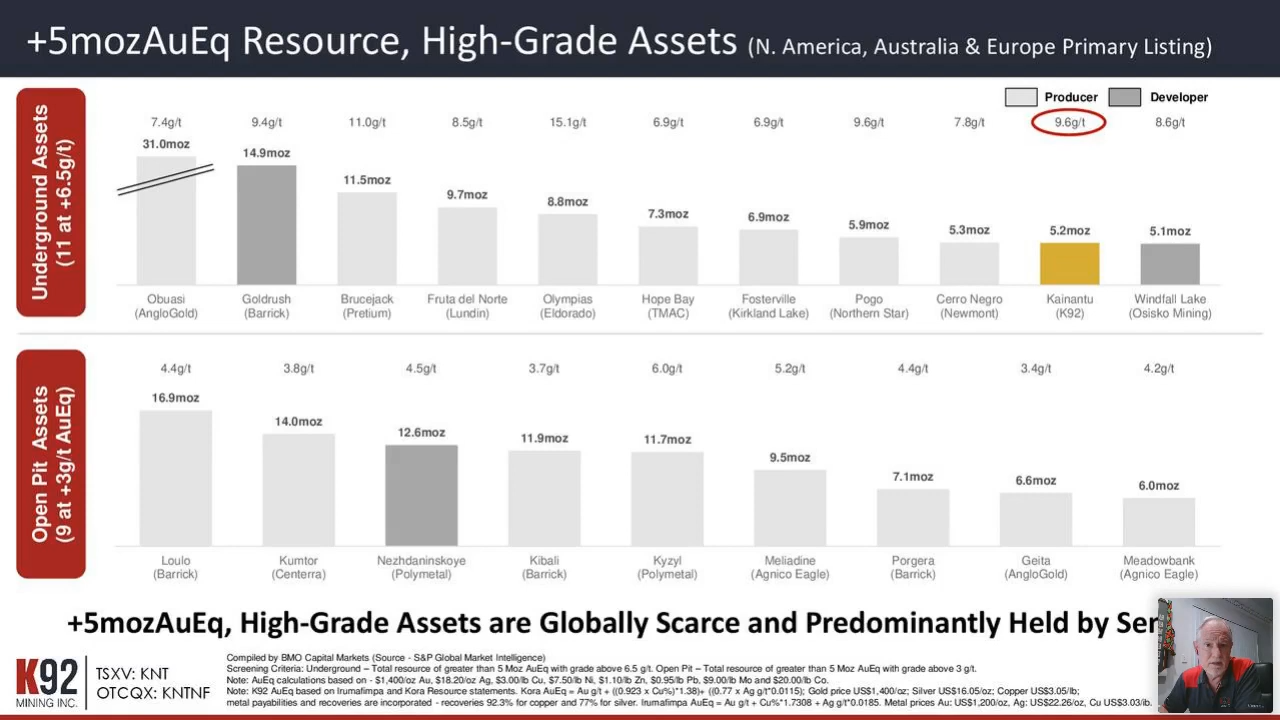 +5mozAuEq Resource, High-Grade Assets (N. America, Australia & Europe Primary Listing)
Producer Developer
Underground Assets
(11 at +6.5g/t)
7.4g/t 9.4g/t 11.0g/t 8.5g/t 15.1g/t 6.9g/t 6.9g/t 9.6g/t 7.8g/t 9.6g/t 8.6g/t
31.0moz 14.9moz 11.5moz 9.7moz 8.8moz 7.3moz 6.9moz 5.9moz 5.3moz 5.2moz 5.1moz
Obuasi Goldrush Brucejack Fruta del Norte Olympias Hope Bay Fosterville Pogo Cerro Negro Kainantu Windfall Lake
(AngloGold) (Barrick) (Pretium) (Lundin) (Eldorado) (TMAC) (Kirkland Lake) (Northern Star) (Newmont) (K92) (Osisko Mining)
Open Pit Assets
(9 at +3g/t AuEq)
4.4g/t 3.8g/t 4.5g/t 3.7g/t 6.0g/t 5.2g/t 4.4g/t 3.4g/t 4.2g/t
16.9moz 14.0moz 12.6moz 11.9moz 11.7moz 9.5moz 7.1moz 6.6moz 6.0moz
Loulo Kumtor Nezhdaninskoye Kibali Kyzyl Meliadine Porgera Geita Meadowbank
(Barrick) (Centerra) (Polymetal) (Barrick) (Polymetal) (Agnico Eagle) (Barrick) (AngloGold) (Agnico Eagle)
+5mozAuEq, High-Grade Assets are Globally Scarce and Predominantly Held by Sen
K92
MINING INC.
TSXV: KNT
OTCQX: KNTNF
Compiled by BMO Capital Markets (Source - S&P Global Market Intelligence)
Screening Criteria: Underground – Total resource of greater than 5 Moz AuEq with grade above 6.5 g/t. Open Pit – Total resource of greater than 5 Moz AuEq with grade above 3 g/t.
Note: AuEq calculations based on - $1,400/oz Au, $18.20/oz Ag, $3.00/lb Cu, $7.50/lb Ni, $1.10/lb Zn, $0.95/lb Pb, $9.00/lb Mo and $20.00/lb Co.
Note: K92 AuEq based on Irumafimpa and Kora Resource statements. Kora AuEq = Au g/t + ((0.923 x Cu%)*1.38)+ ((0.77 x Ag g/t*0.0115); Gold price US$1,400/oz; Silver US$16.05/oz; Copper US$3.05/lb;
metal payabilities and recoveries are incorporated - recoveries 92.3% for copper and 77% for silver. Irumafimpa AuEq = Au g/t + Cu%*1.7308 + Ag g/t*0.0185. Metal prices Au: US$1,200/oz, Ag: US$22.26/oz, Cu US$3.03/lb.